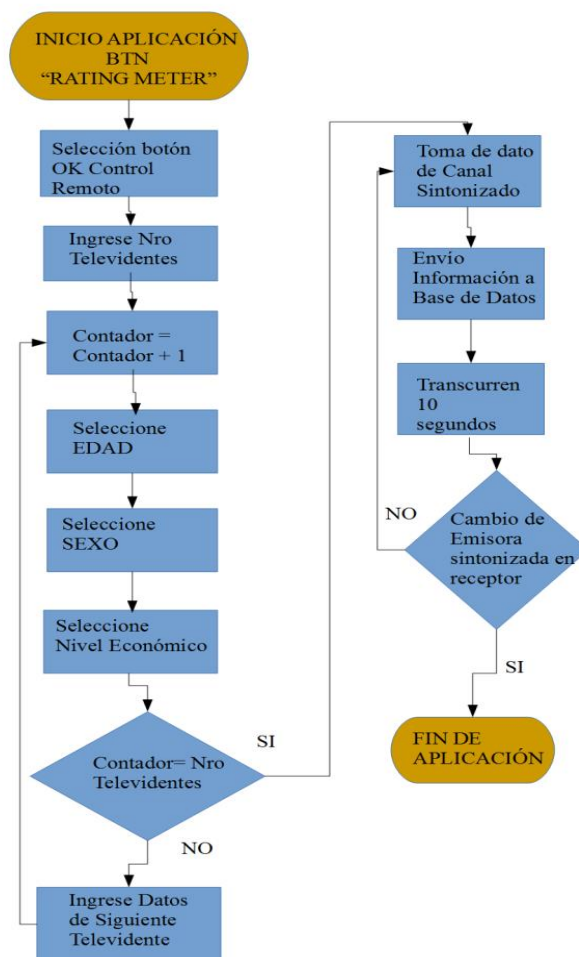 INICIO APLICACIÓN
BTN
“RATING METER”
Selección botón
OK Control
Remoto
Ingrese Nro
Televidentes
Contador =
Contador + 1
Seleccione
EDAD
Seleccione
SEXO
Seleccione
Nivel Económico
Contador= Nro
Televidentes
SI
NO
Ingrese Datos
de Siguiente
Televidente
Toma de dato
de Canal
Sintonizado
Envio
Información a
Base de Datos
Transcurren
10
segundos
Cambio de
Emisora
sintonizada en
receptor
NO
SI
FIN DE
APLICACIÓN